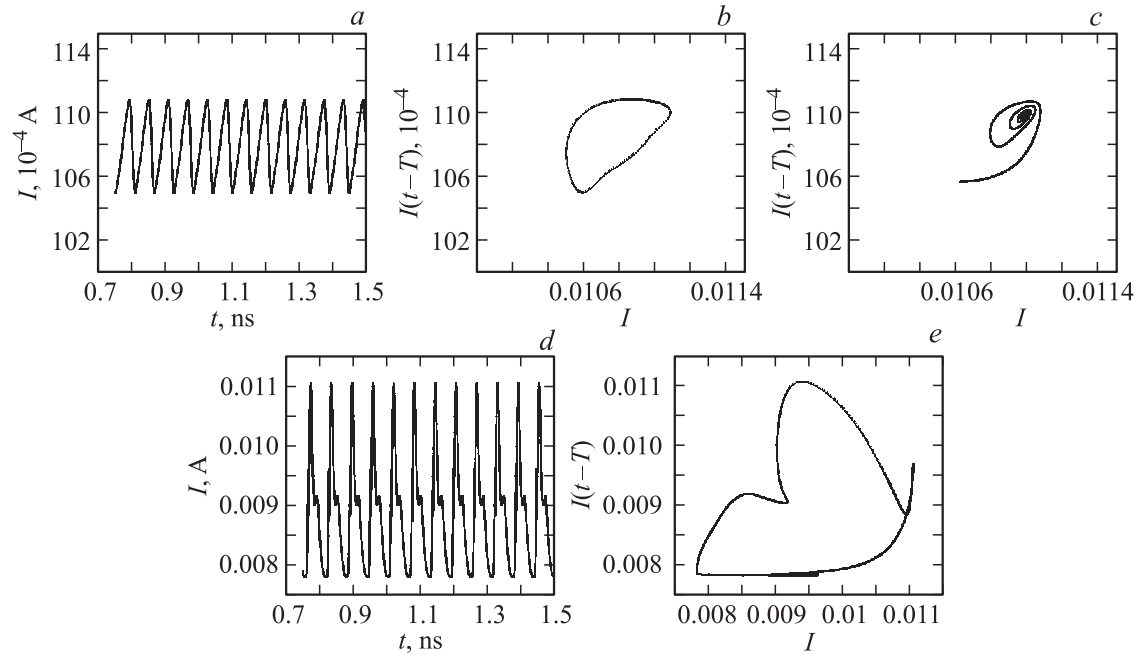 a
114
110
106
102
I, 10⁻⁴ A
0.7 0.9 1.1 1.3 1.5
t, ns
b
114
110
106
102
I(t−T), 10⁻⁴
0.0106 0.0114
I
c
114
110
106
102
I(t−T), 10⁻⁴
0.0106 0.0114
I
d
0.011
0.010
0.009
0.008
I, A
0.7 0.9 1.1 1.3 1.5
t, ns
e
0.011
0.010
0.009
0.008
I(t−T)
0.008 0.009 0.01 0.011
I